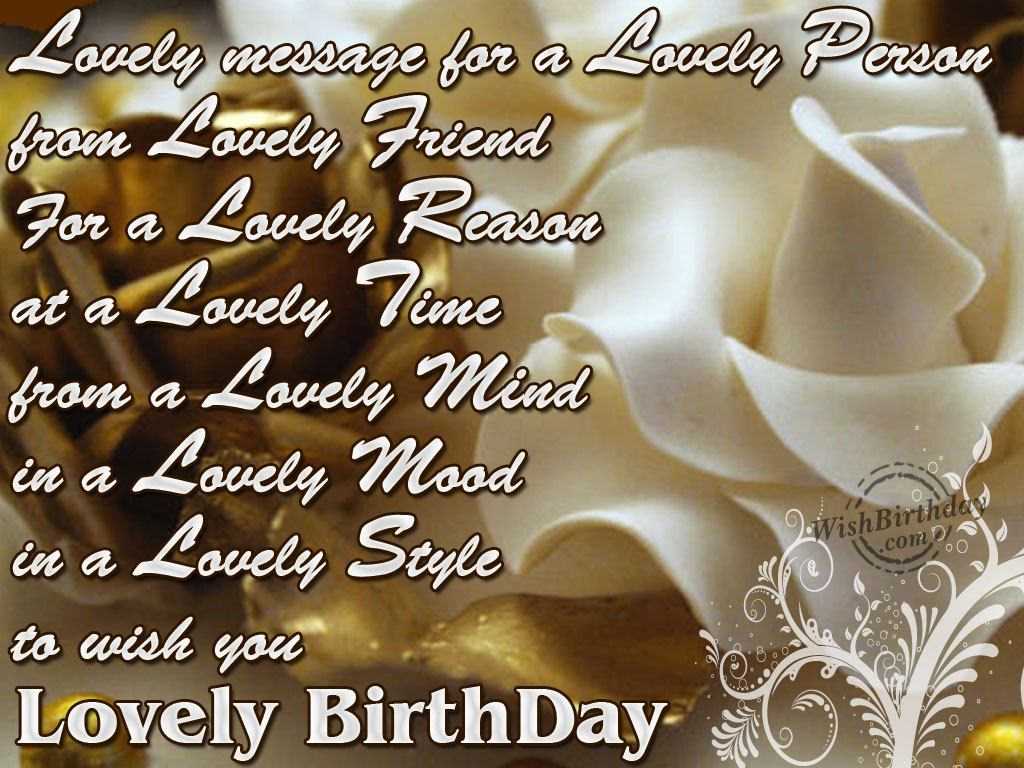 Lovely message for a Lovely Person
from Lovely Friend
For a Lovely Reason
at a Lovely Time
from a Lovely Mind
in a Lovely Mood
in a Lovely Style
to wish you
Lovely BirthDay
WishBirthday
.com